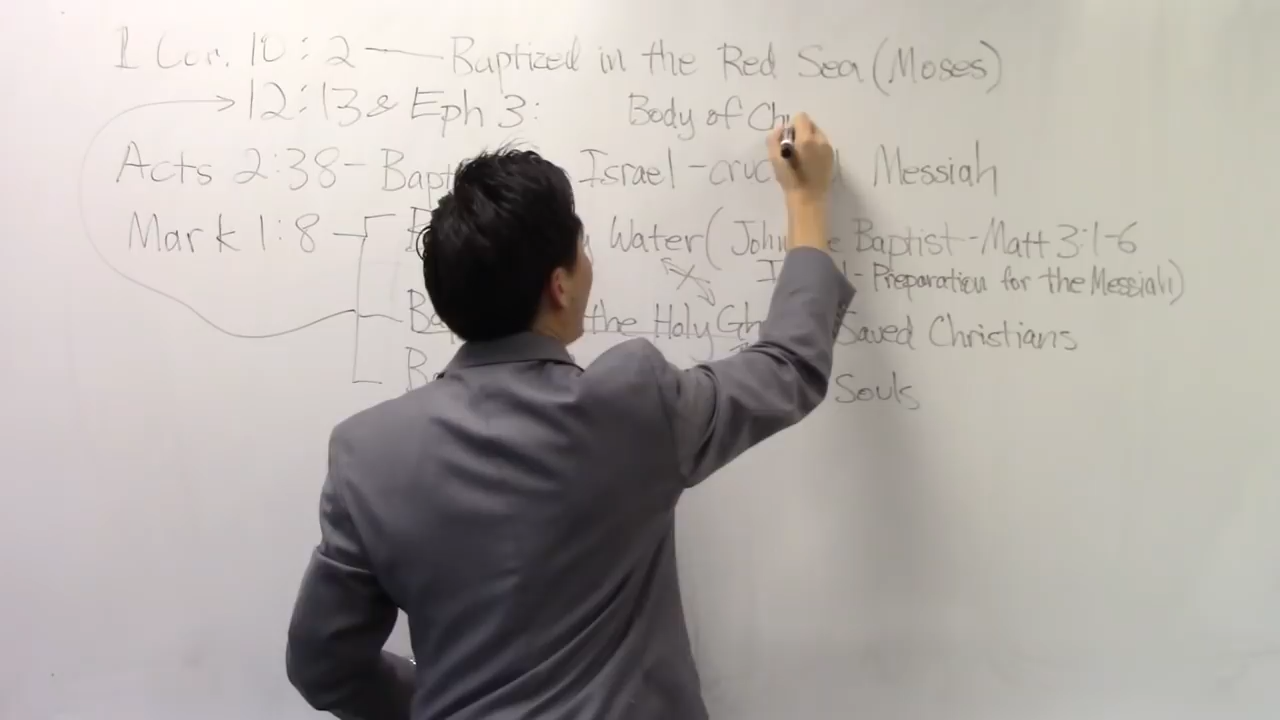 1 Cor. 10:2 — Baptized in the Red Sea (Moses)
12:13 & Eph 3: Body of Ch
Acts 2:38 - Bapt Israel - cruc Messiah
Mark 1:8 Water (John Baptist - Matt 3:1-6
- Preparation for the Messiah)
the Holy Gh Saved Christians
Souls